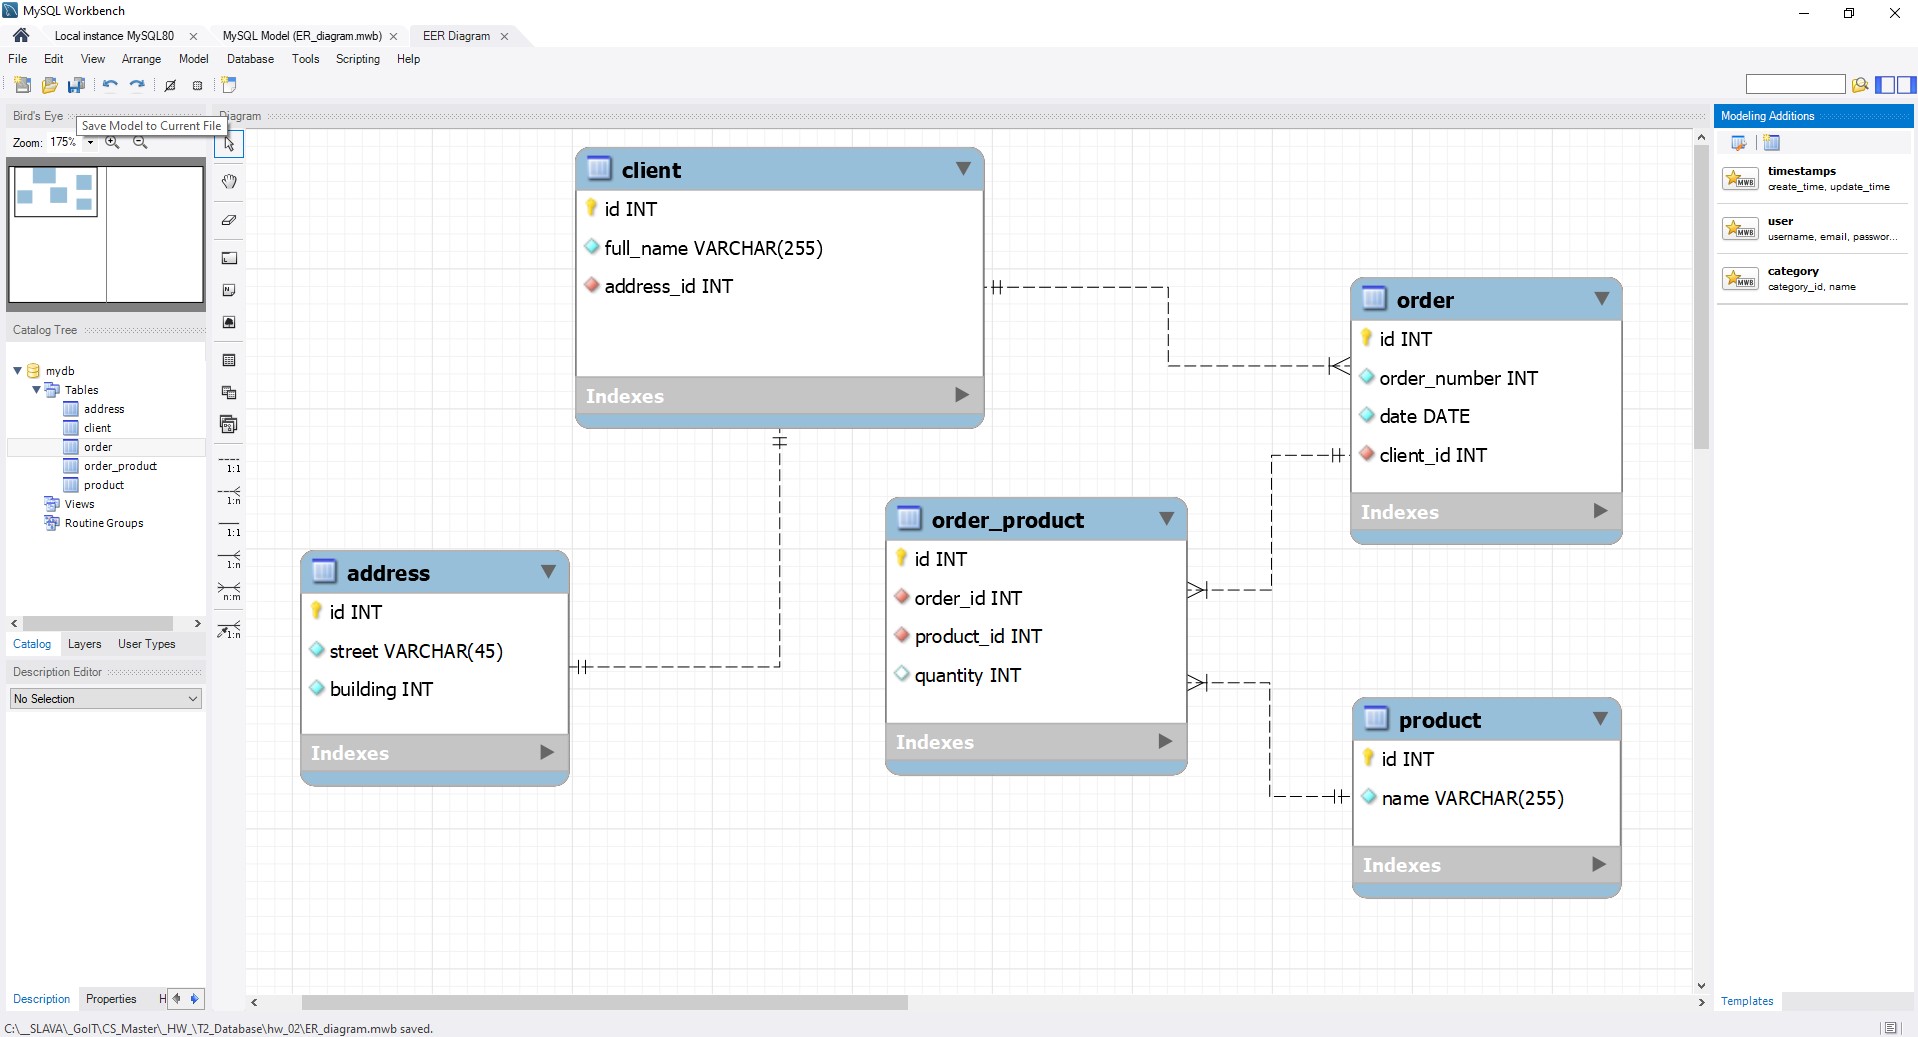 MySQL Workbench
Local instance MySQL80
MySQL Model (ER_diagram.mwb)
EER Diagram
File Edit View Arrange Model Database Tools Scripting Help
Bird's Eye
Save Model to Current File
Diagram
Zoom: 175%
Catalog Tree
mydb
Tables
address
client
order
order_product
product
Views
Routine Groups
Catalog Layers User Types
Description Editor
No Selection
Description Properties H
1:1
1:n
1:1
1:n
n:m
1:n
client
id INT
full_name VARCHAR(255)
address_id INT
Indexes
order
id INT
order_number INT
date DATE
client_id INT
Indexes
order_product
id INT
order_id INT
product_id INT
quantity INT
Indexes
address
id INT
street VARCHAR(45)
building INT
Indexes
product
id INT
name VARCHAR(255)
Indexes
Modeling Additions
MWB
timestamps
create_time, update_time
MWB
user
username, email, passwor...
MWB
category
category_id, name
Templates
C:\__SLAVA\_GoIT\CS_Master\_HW_\T2_Database\hw_02\ER_diagram.mwb saved.